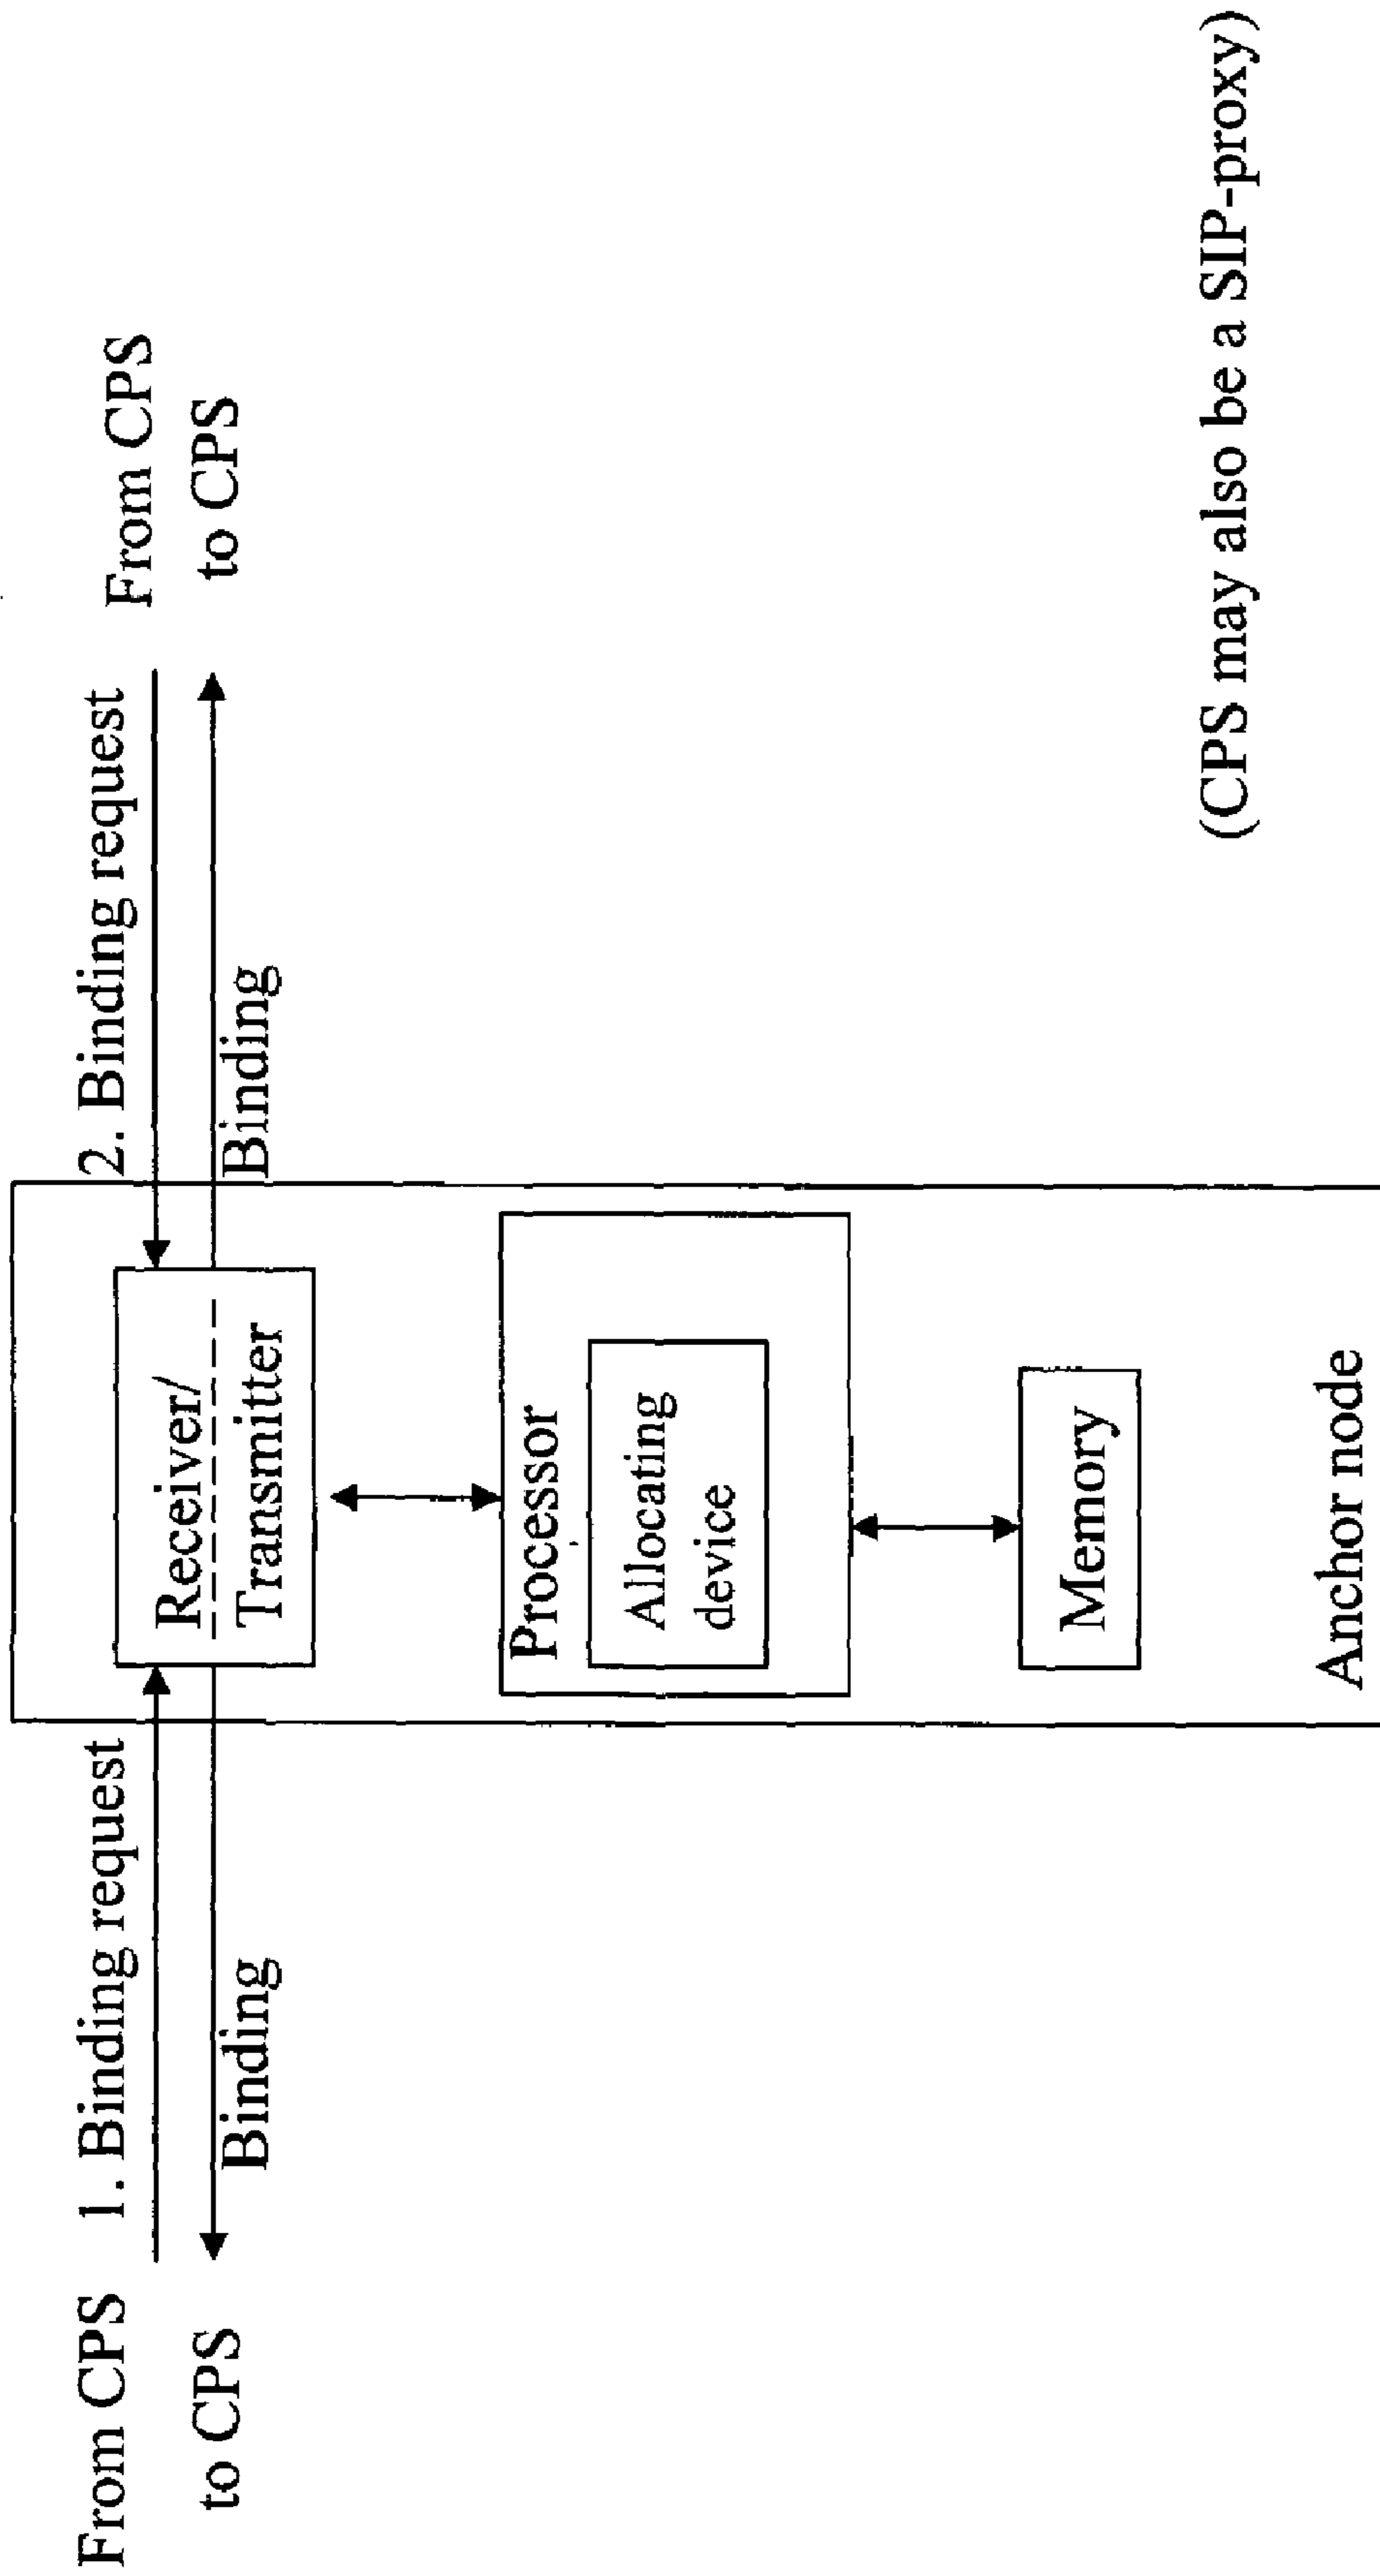 From CPS 1. Binding request
to CPS
Binding
2. Binding request From CPS
to CPS
Binding
Receiver/
Transmitter
Processor
Allocating
device
Memory
Anchor node
(CPS may also be a SIP-proxy)